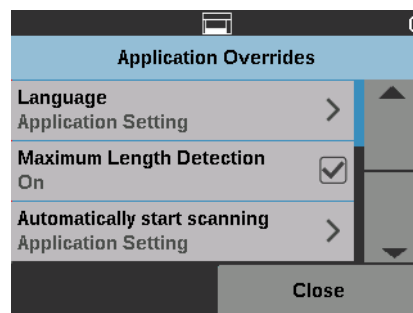 Application Overrides
Language
Application Setting
Maximum Length Detection
On
Automatically start scanning
Application Setting
Close